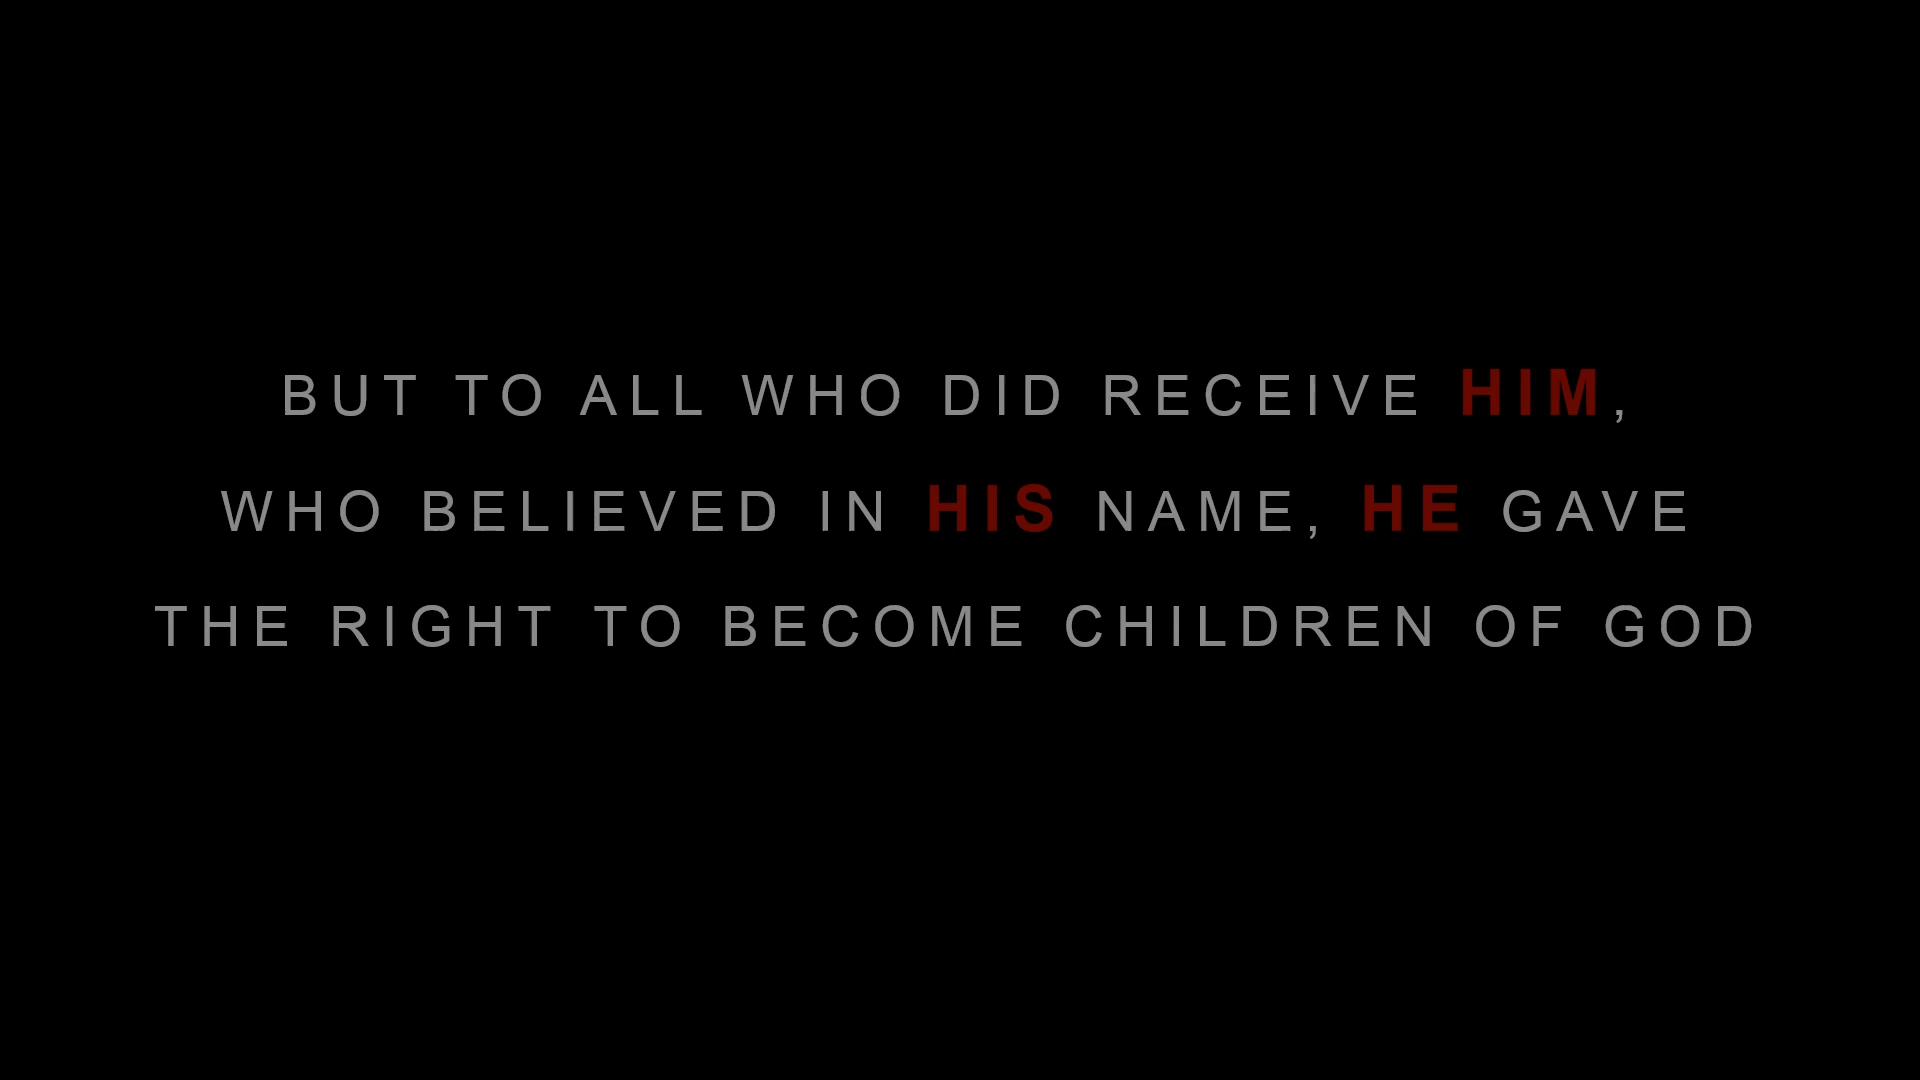 BUT TO ALL WHO DID RECEIVE HIM,
WHO BELIEVED IN HIS NAME, HE GAVE
THE RIGHT TO BECOME CHILDREN OF GOD